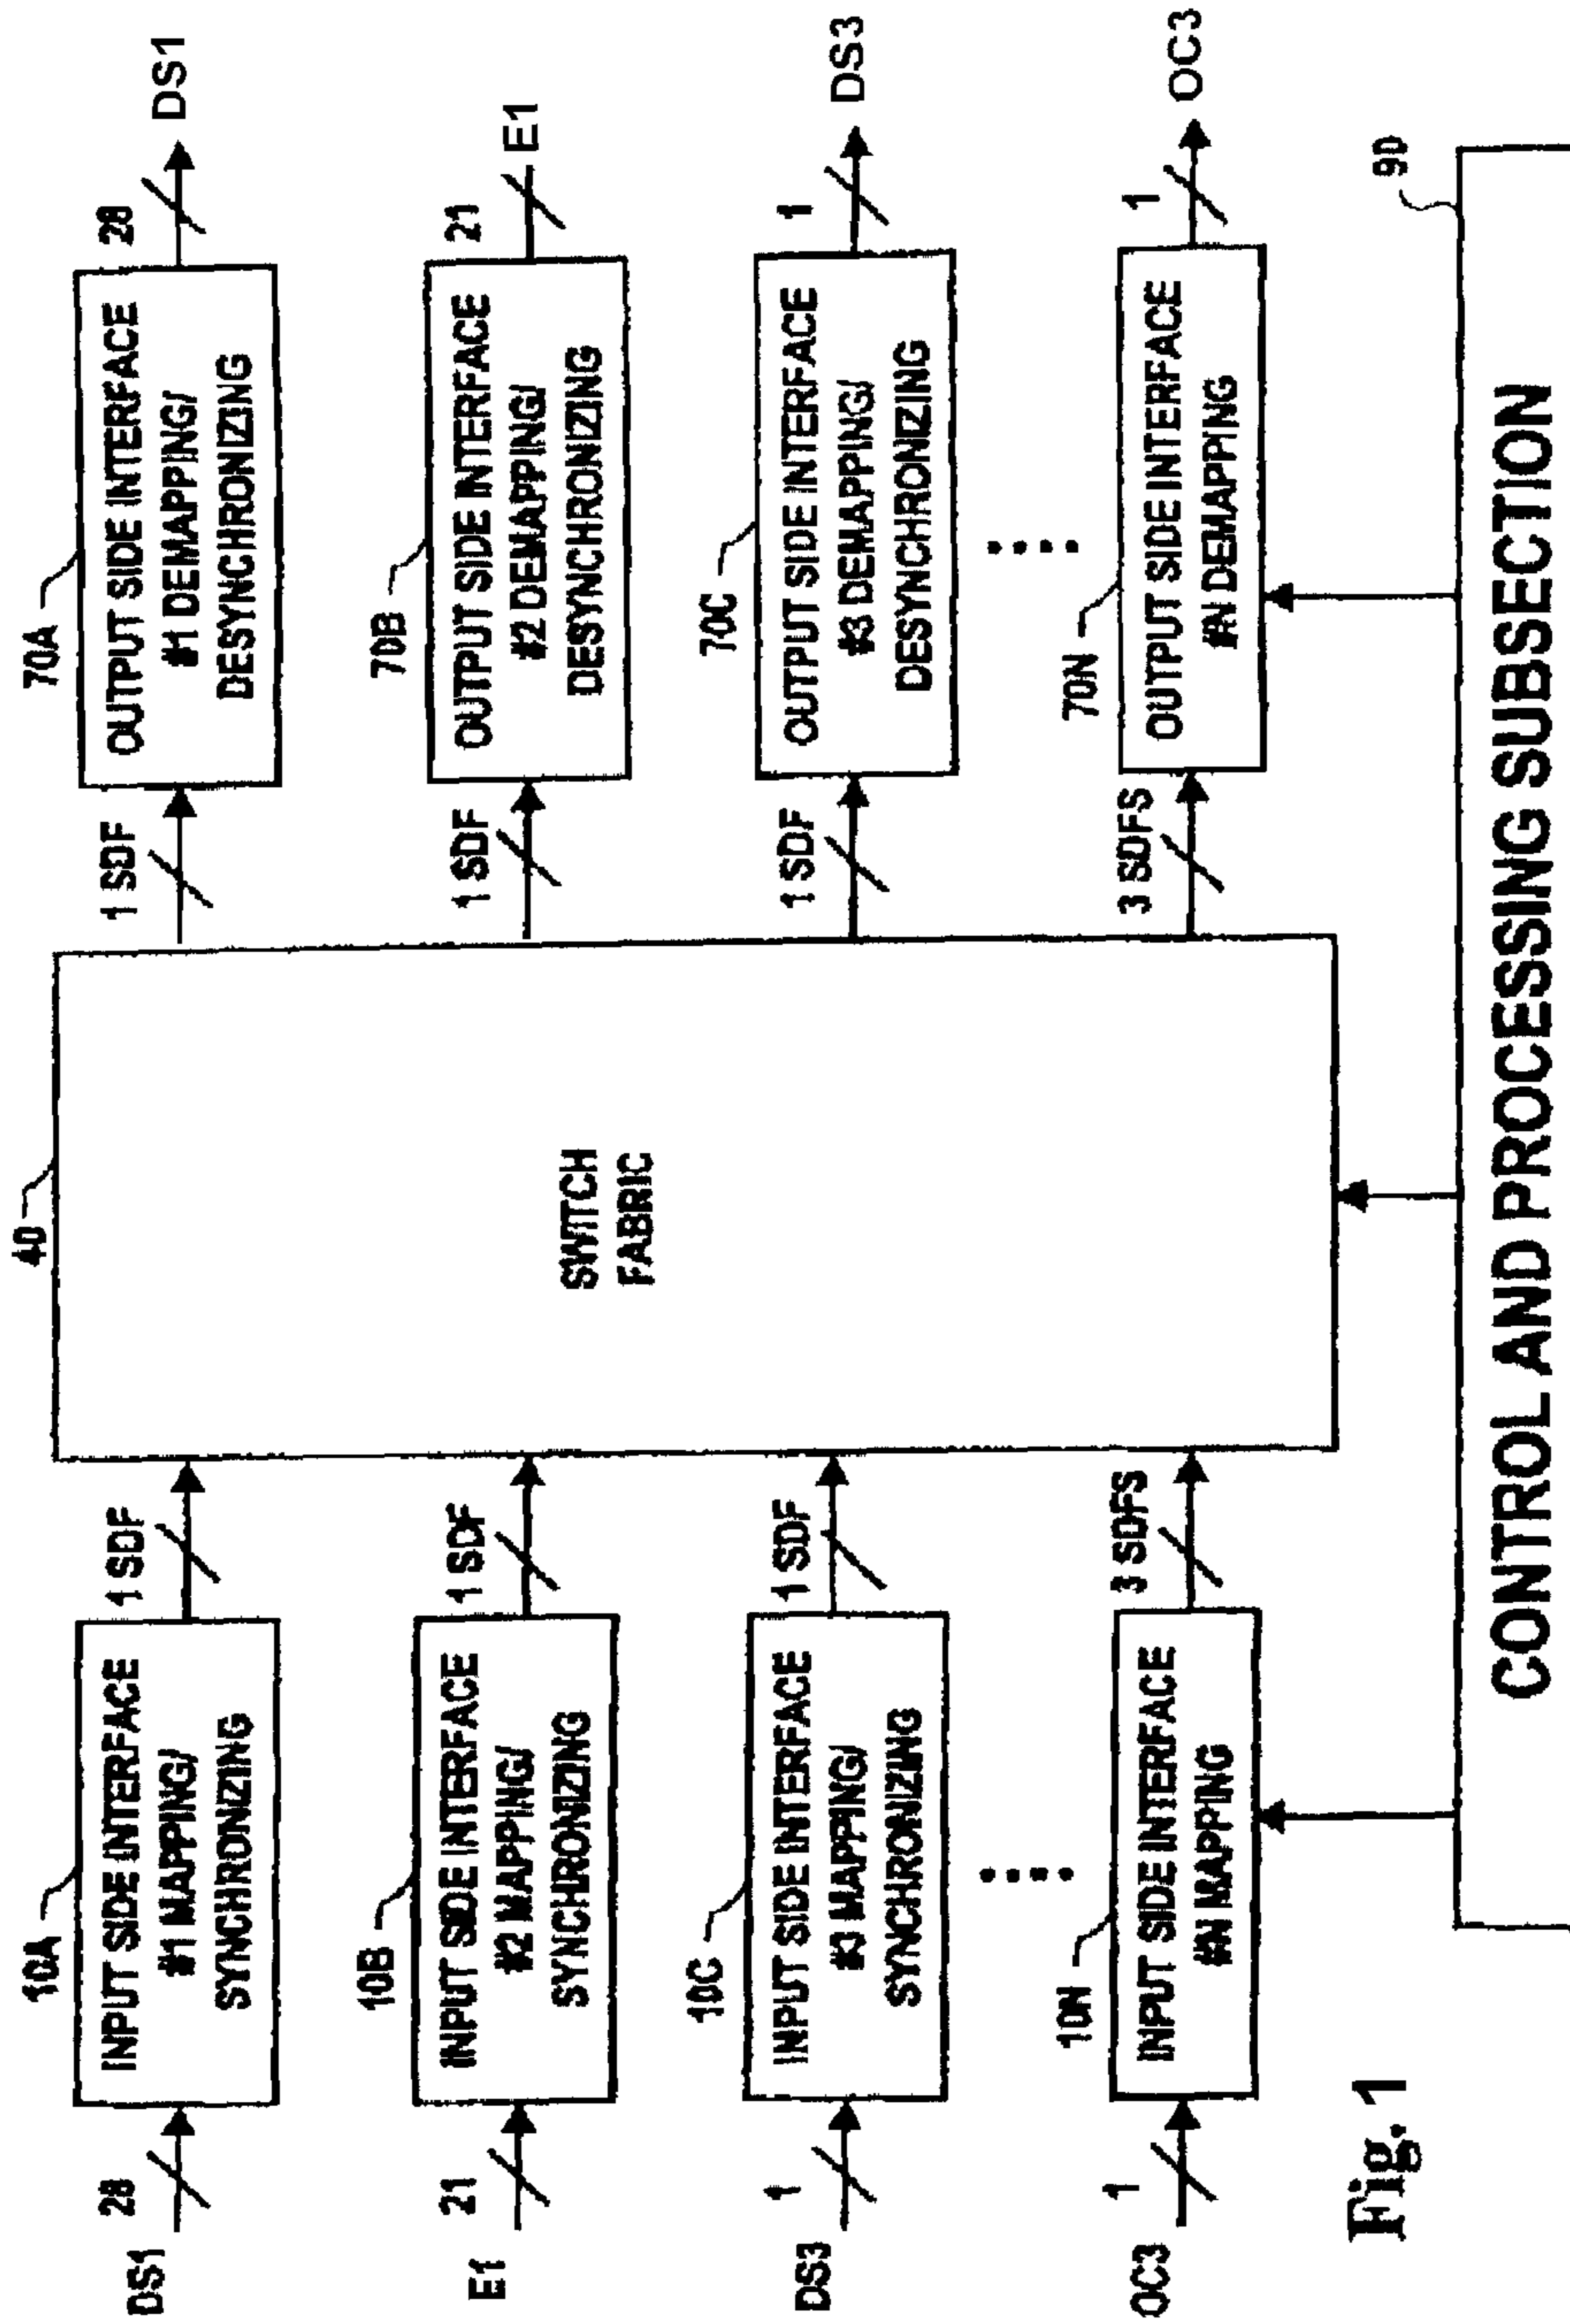 40
10A
70A
28
DS1
INPUT SIDE INTERFACE
#1 MAPPING/
SYNCHRONIZING
1 SDF
1 SDF
OUTPUT SIDE INTERFACE
#1 DEMAPPING/
DESYNCHRONIZING
28
DS1
10B
70B
21
E1
INPUT SIDE INTERFACE
#2 MAPPING/
SYNCHRONIZING
1 SDF
SWITCH
FABRIC
1 SDF
OUTPUT SIDE INTERFACE
#2 DEMAPPING/
DESYNCHRONIZING
21
E1
10C
70C
1
DS3
INPUT SIDE INTERFACE
#3 MAPPING/
SYNCHRONIZING
1 SDF
1 SDF
OUTPUT SIDE INTERFACE
#3 DEMAPPING/
DESYNCHRONIZING
1
DS3
10N
70N
1
OC3
INPUT SIDE INTERFACE
#N MAPPING
3 SDFS
3 SDFS
OUTPUT SIDE INTERFACE
#N DEMAPPING
1
OC3
90
CONTROL AND PROCESSING SUBSECTION
Fig.1